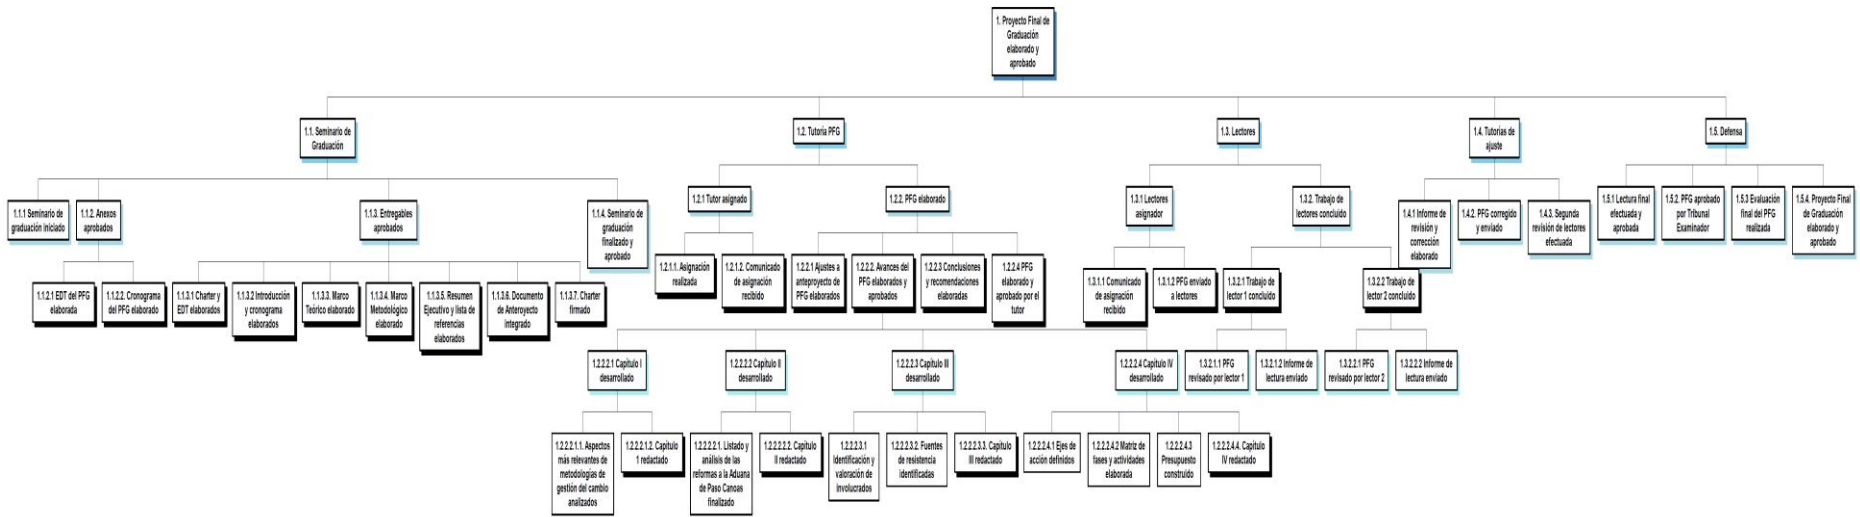 1. Proyecto Final de
Graduación
elaborado y
aprobado
1.1. Seminario de
Graduación
1.2. Tutoria PFG
1.3. Lectores
1.4. Tutorias de
ajuste
1.5. Defensa
1.1.1 Seminario de
graduación iniciado
1.1.2. Anexos
aprobados
1.1.3. Entregables
aprobados
1.1.4. Seminario de
graduación
finalizado y
aprobado
1.2.1 Tutor asignado
1.2.2. PFG elaborado
1.3.1 Lectores
asignador
1.3.2. Trabajo de
lectores concluido
1.4.1 Informe de
revisión y
corrección
elaborado
1.4.2. PFG corregido
y enviado
1.4.3. Segunda
revisión de lectores
efectuada
1.5.1 Lectura final
efectuada y
aprobada
1.5.2. PFG aprobado
por Tribunal
Examinador
1.5.3 Evaluación
final del PFG
realizada
1.5.4. Proyecto Final
de Graduación
elaborado y
aprobado
1.1.2.1 EDT del PFG
elaborada
1.1.2.2. Cronograma
del PFG elaborado
1.1.3.1 Charter y
EDT elaborados
1.1.3.2 Introducción
y cronograma
elaborados
1.1.3.3. Marco
Teórico elaborado
1.1.3.4. Marco
Metodológico
elaborado
1.1.3.5. Resumen
Ejecutivo y lista de
referencias
elaborados
1.1.3.6. Documento
de Anteroyecto
integrado
1.1.3.7. Charter
firmado
1.2.1.1. Asignación
realizada
1.2.1.2. Comunicado
de asignación
recibido
1.2.2.1 Ajustes a
anteproyecto de
PFG elaborados
1.2.2.2. Avances del
PFG elaborados y
aprobados
1.2.2.3 Conclusiones
y recomendaciones
elaboradas
1.2.2.4 PFG
elaborado y
aprobado por el
tutor
1.3.1.1 Comunicado
de asignación
recibido
1.3.1.2 PFG enviado
a lectores
1.3.2.1 Trabajo de
lector 1 concluido
1.3.2.2 Trabajo de
lector 2 concluido
1.2.2.2.1 Capitulo I
desarrollado
1.2.2.2.2 Capitulo II
desarrollado
1.2.2.2.3 Capitulo III
desarrollado
1.2.2.2.4 Capitulo IV
desarrollado
1.3.2.1.1 PFG
revisado por lector 1
1.3.2.1.2 Informe de
lectura enviado
1.3.2.2.1 PFG
revisado por lector 2
1.3.2.2.2 Informe de
lectura enviado
1.2.2.2.1.1. Aspectos
más relevantes de
metodologías de
gestión del cambio
analizados
1.2.2.2.1.2. Capitulo
1 redactado
1.2.2.2.2.1. Listado y
análisis de las
reformas a la Aduana
de Paso Canoas
finalizado
1.2.2.2.2.2. Capitulo
II redactado
1.2.2.2.3.1
Identificación y
valoración de
involucrados
1.2.2.2.3.2. Fuentes
de resistencia
identificadas
1.2.2.2.3.3. Capitulo
III redactado
1.2.2.2.4.1 Ejes de
acción definidos
1.2.2.2.4.2 Matriz de
fases y actividades
elaborada
1.2.2.2.4.3
Presupuesto
construido
1.2.2.2.4.4. Capitulo
IV redactado